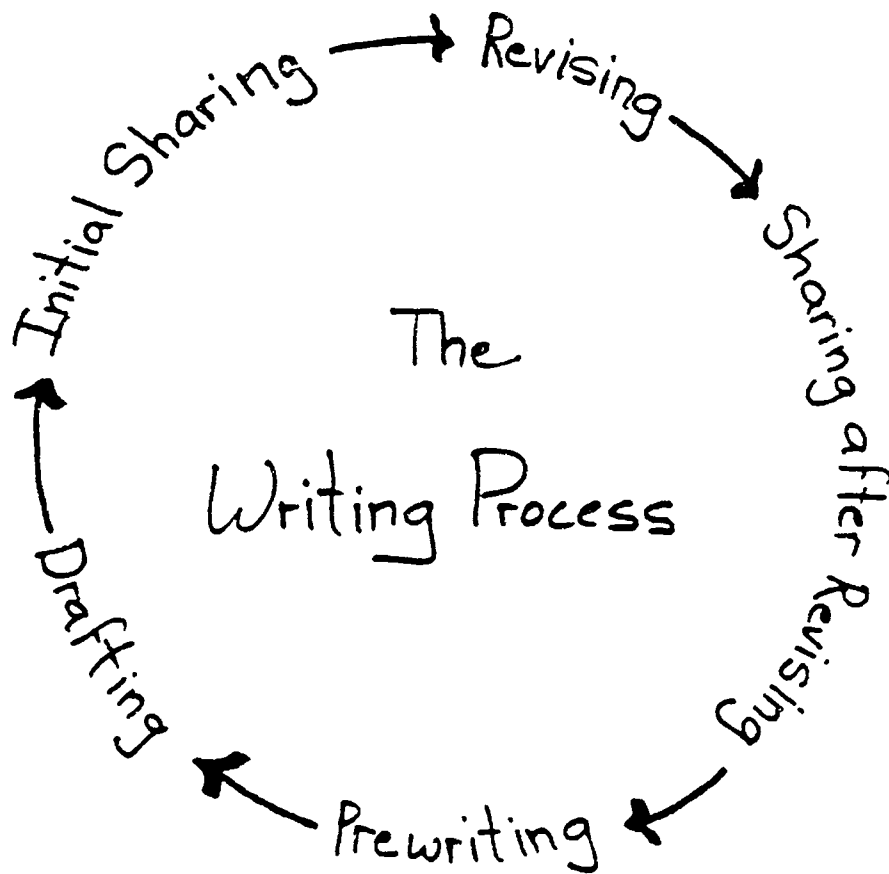 The
Writing Process
Prewriting
Drafting
Initial Sharing
Revising
Sharing after Revising